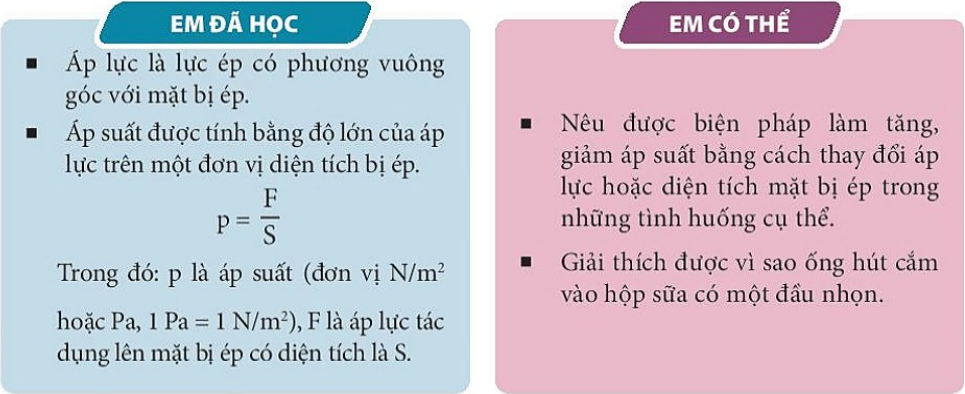 EM ĐÃ HỌC
▪ Áp lực là lực ép có phương vuông
góc với mặt bị ép.
▪ Áp suất được tính bằng độ lớn của áp
lực trên một đơn vị diện tích bị ép.
p = F/S
Trong đó: p là áp suất (đơn vị N/m²
hoặc Pa, 1 Pa = 1 N/m²), F là áp lực tác
dụng lên mặt bị ép có diện tích là S.
EM CÓ THỂ
▪ Nêu được biện pháp làm tăng,
giảm áp suất bằng cách thay đổi áp
lực hoặc diện tích mặt bị ép trong
những tình huống cụ thể.
▪ Giải thích được vì sao ống hút cắm
vào hộp sữa có một đầu nhọn.